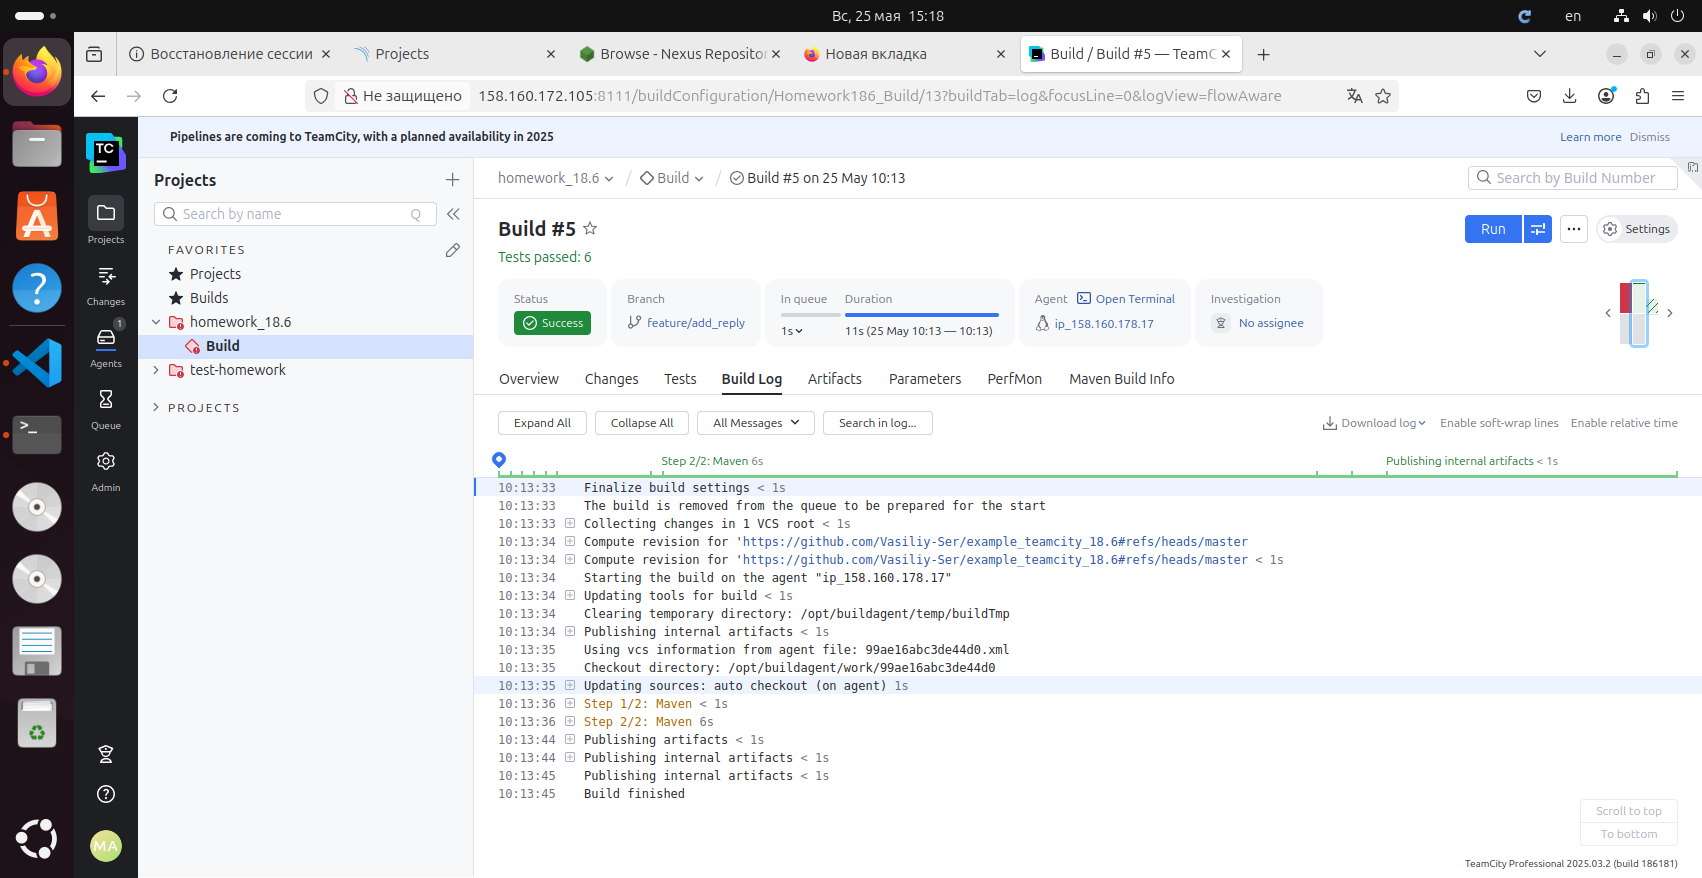 Вс, 25 мая 15:18
en
Восстановление сессии
Projects
Browse - Nexus Repositor
Новая вкладка
Build / Build #5 — TeamC
Не защищено
158.160.172.105:8111/buildConfiguration/Homework186_Build/13?buildTab=log&focusLine=0&logView=flowAware
TC
Pipelines are coming to TeamCity, with a planned availability in 2025
Learn more
Dismiss
Projects
Changes
1
Agents
Queue
Admin
MA
Projects
Search by name
Q
FAVORITES
Projects
Builds
homework_18.6
Build
test-homework
PROJECTS
homework_18.6 / Build / Build #5 on 25 May 10:13
Search by Build Number
Build #5
Run
Settings
Tests passed: 6
Status
Success
Branch
feature/add_reply
In queue
1s
Duration
11s (25 May 10:13 — 10:13)
Agent
Open Terminal
ip_158.160.178.17
Investigation
No assignee
Overview Changes Tests Build Log Artifacts Parameters PerfMon Maven Build Info
Expand All Collapse All All Messages Search in log...
Download log Enable soft-wrap lines Enable relative time
Step 2/2: Maven 6s
Publishing internal artifacts < 1s
10:13:33 Finalize build settings < 1s
10:13:33 The build is removed from the queue to be prepared for the start
10:13:33 Collecting changes in 1 VCS root < 1s
10:13:34 Compute revision for 'https://github.com/Vasiliy-Ser/example_teamcity_18.6#refs/heads/master
10:13:34 Compute revision for 'https://github.com/Vasiliy-Ser/example_teamcity_18.6#refs/heads/master < 1s
10:13:34 Starting the build on the agent "ip_158.160.178.17"
10:13:34 Updating tools for build < 1s
10:13:34 Clearing temporary directory: /opt/buildagent/temp/buildTmp
10:13:34 Publishing internal artifacts < 1s
10:13:35 Using vcs information from agent file: 99ae16abc3de44d0.xml
10:13:35 Checkout directory: /opt/buildagent/work/99ae16abc3de44d0
10:13:35 Updating sources: auto checkout (on agent) 1s
10:13:36 Step 1/2: Maven < 1s
10:13:36 Step 2/2: Maven 6s
10:13:44 Publishing artifacts < 1s
10:13:44 Publishing internal artifacts < 1s
10:13:45 Publishing internal artifacts < 1s
10:13:45 Build finished
Scroll to top
To bottom
TeamCity Professional 2025.03.2 (build 186181)